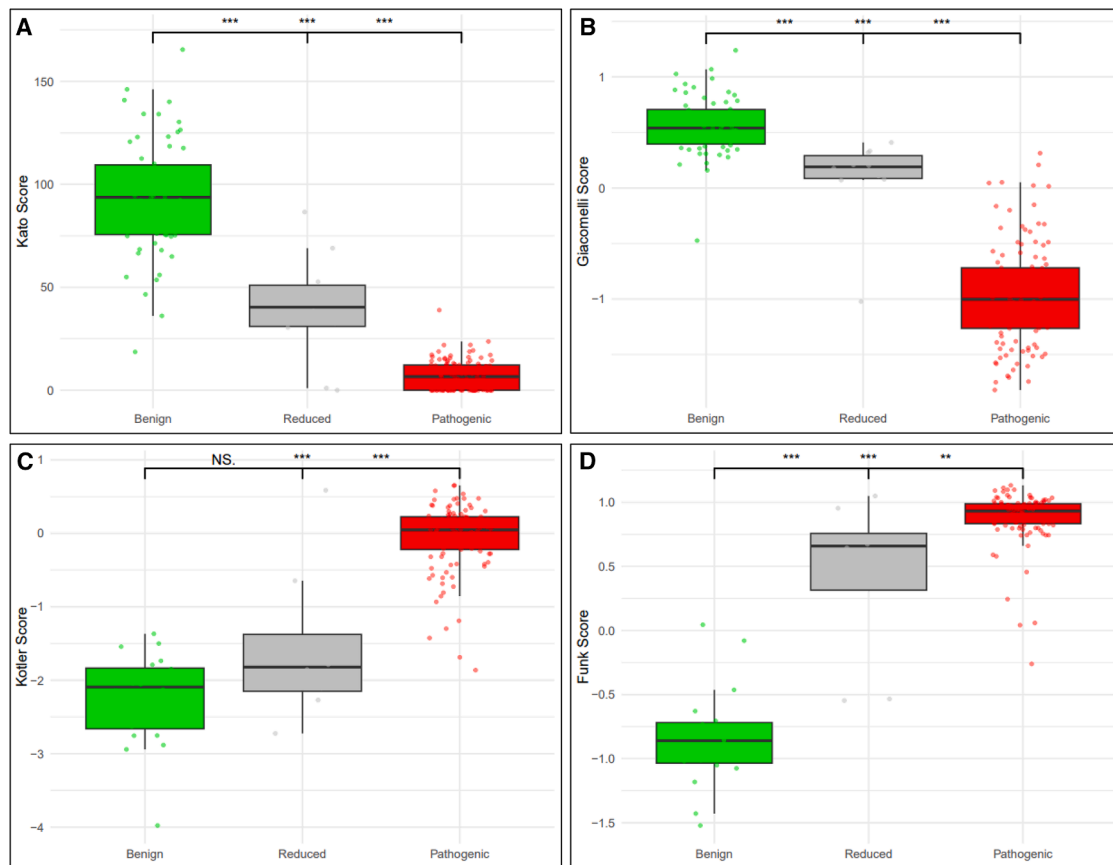 A
*** *** ***
Kato Score
150
100
50
0
Benign Reduced Pathogenic
B
*** *** ***
Giacomelli Score
1
0
−1
Benign Reduced Pathogenic
C
NS. *** ***
Kotler Score
1
0
−1
−2
−3
−4
Benign Reduced Pathogenic
D
*** *** **
Funk Score
1.0
0.5
0.0
−0.5
−1.0
−1.5
Benign Reduced Pathogenic